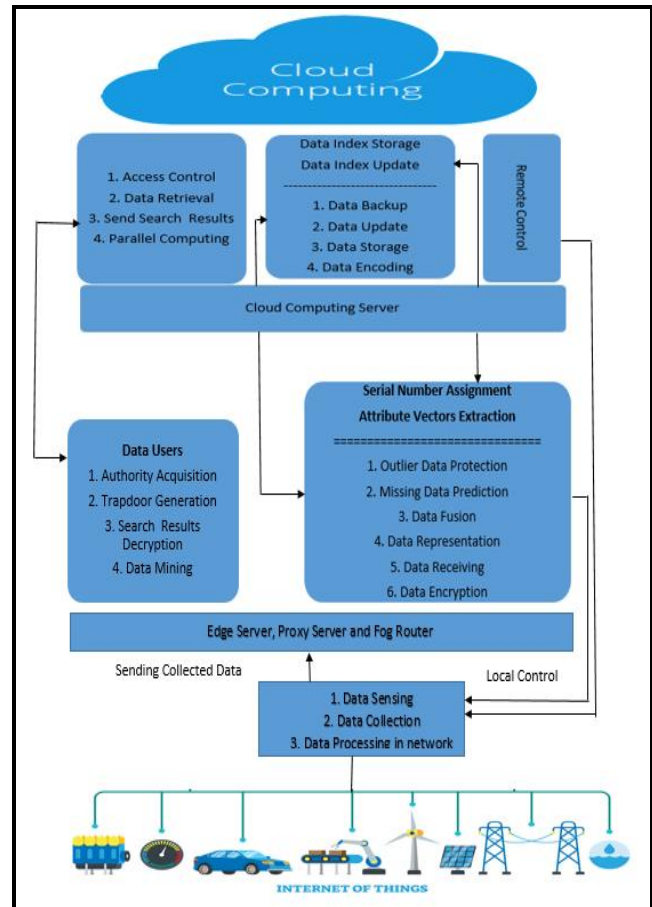 Cloud
Computing
1. Access Control
2. Data Retrieval
3. Send Search Results
4. Parallel Computing
Data Index Storage
Data Index Update
--------------------------------
1. Data Backup
2. Data Update
3. Data Storage
4. Data Encoding
Remote Control
Cloud Computing Server
Data Users
1. Authority Acquisition
2. Trapdoor Generation
3. Search Results
Decryption
4. Data Mining
Serial Number Assignment
Attribute Vectors Extraction
===============================
1. Outlier Data Protection
2. Missing Data Prediction
3. Data Fusion
4. Data Representation
5. Data Receiving
6. Data Encryption
Edge Server, Proxy Server and Fog Router
Sending Collected Data
Local Control
1. Data Sensing
2. Data Collection
3. Data Processing in network
INTERNET OF THINGS